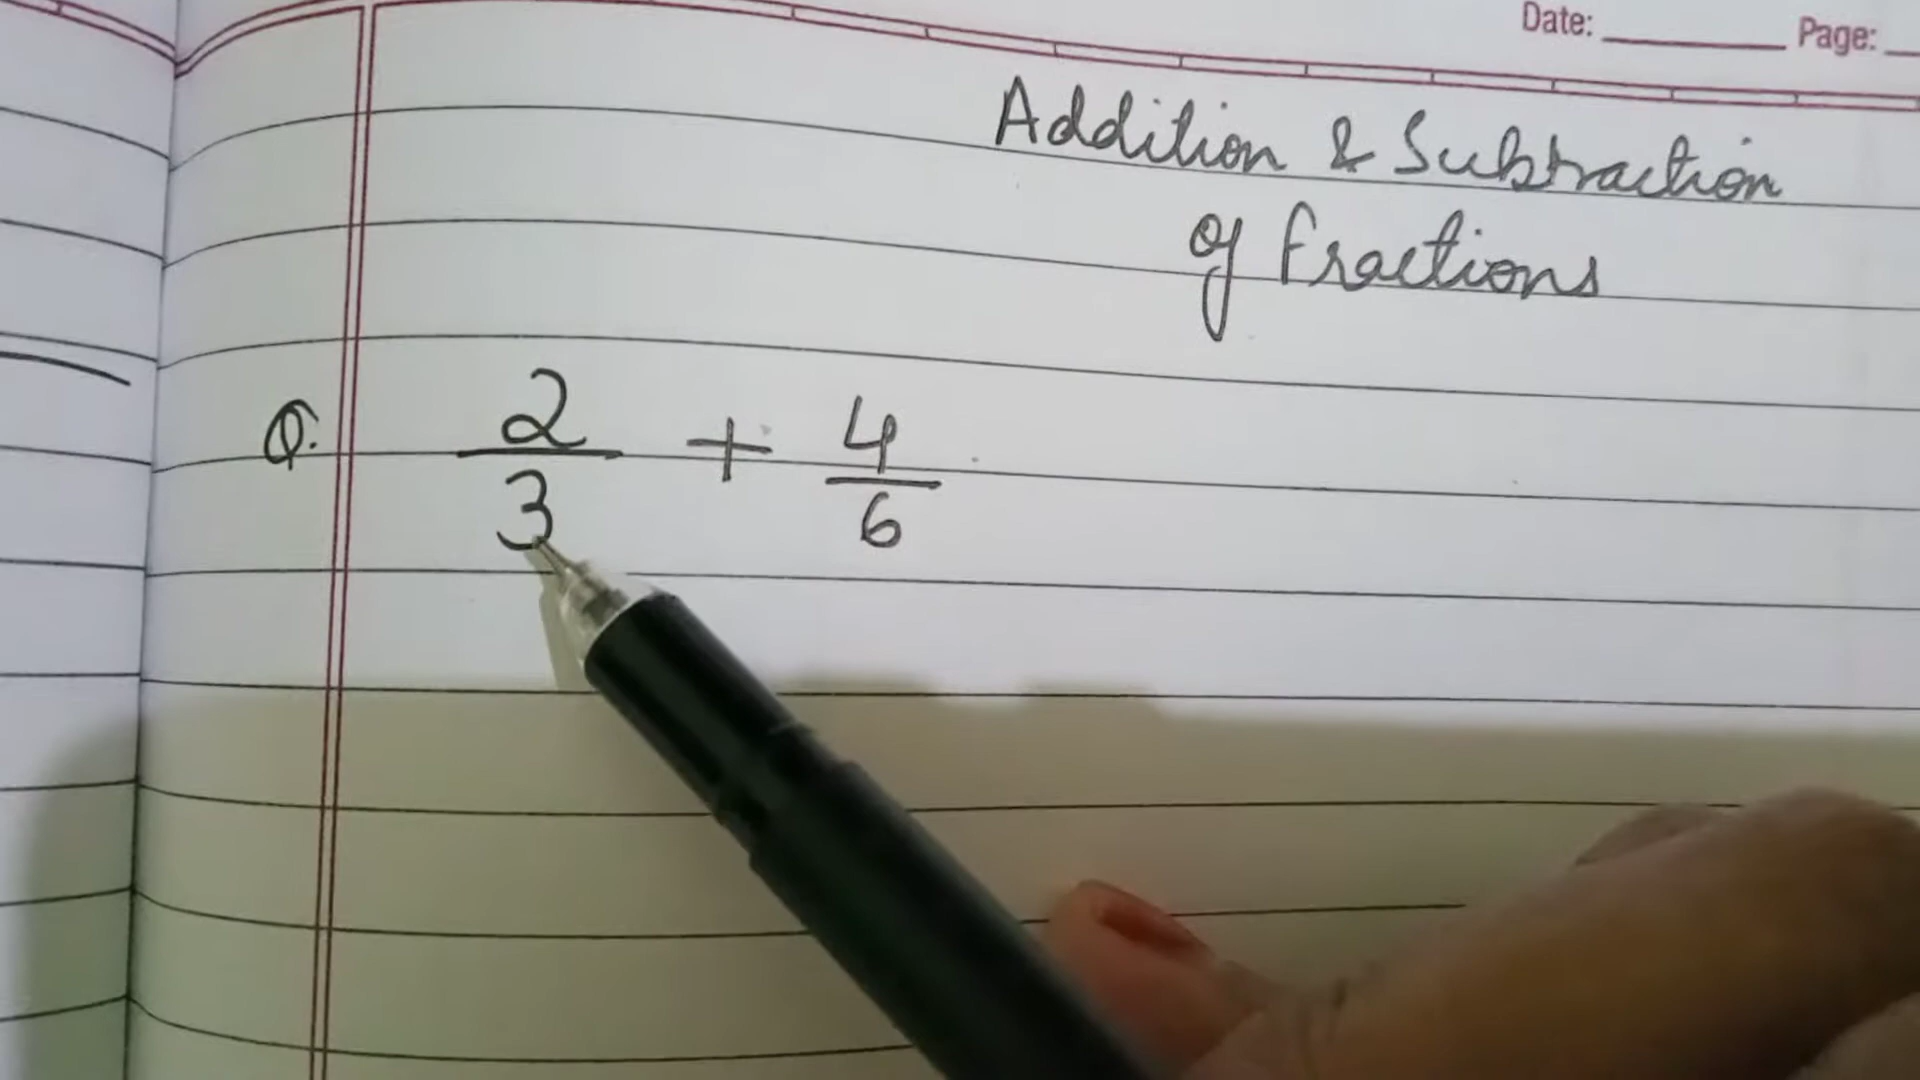 Date: Page:
Addition & Subtraction
of fractions
Q. 2/3 + 4/6